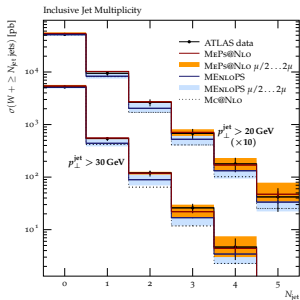 Inclusive Jet Multiplicity
σ(W + ≥ N_jet jets) [pb]
ATLAS data
MEPS@NLO
MEPS@NLO μ/2...2μ
MENLOPS
MENLOPS μ/2...2μ
MC@NLO
p_⊥^jet > 20 GeV
(×10)
p_⊥^jet > 30 GeV
10^4
10^3
10^2
10^1
0 1 2 3 4 5
N_jet